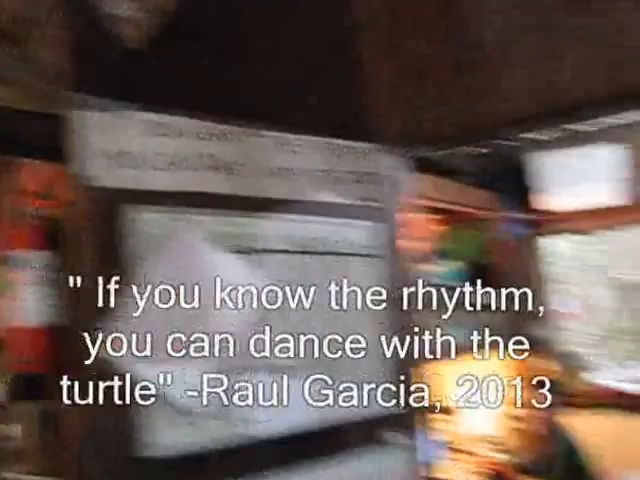 " If you know the rhythm,
you can dance with the
turtle" -Raul Garcia, 2013